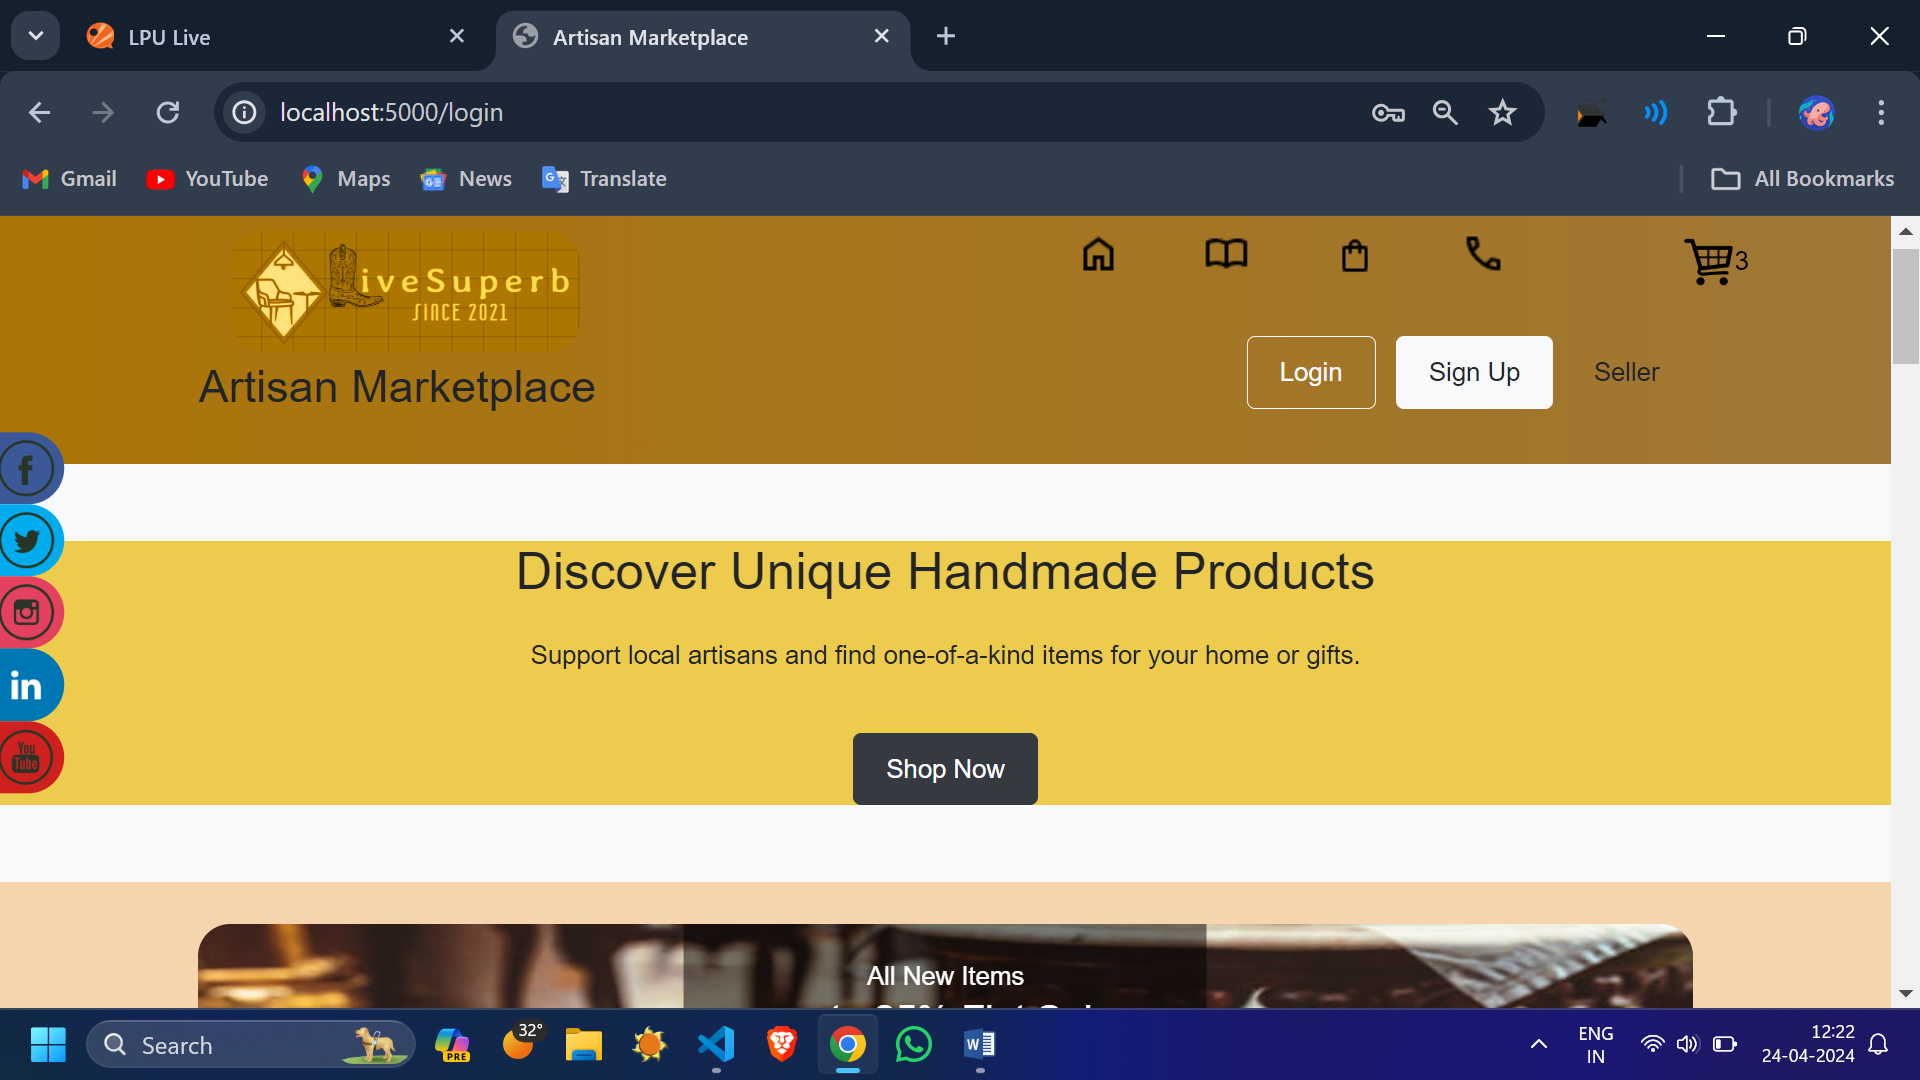 LPU Live
Artisan Marketplace
localhost:5000/login
Gmail
YouTube
Maps
News
Translate
All Bookmarks
iveSuperb
SINCE 2021
Artisan Marketplace
3
Login
Sign Up
Seller
Discover Unique Handmade Products
Support local artisans and find one-of-a-kind items for your home or gifts.
Shop Now
in
You
Tube
All New Items
Search
PRE
32°
ENG
IN
12:22
24-04-2024